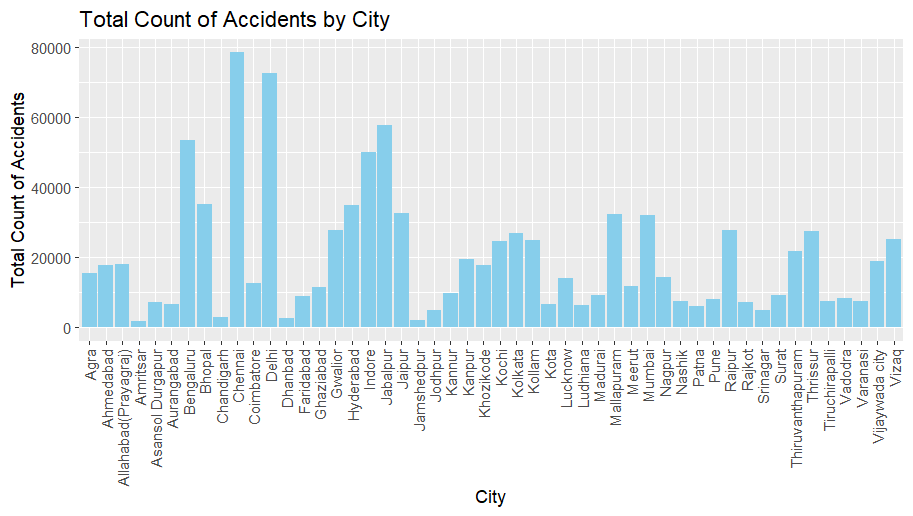 Total Count of Accidents by City
Total Count of Accidents
80000
60000
40000
20000
0
Agra
Ahmedabad
Allahabad(Prayagraj)
Amritsar
Asansol Durgapur
Aurangabad
Bengaluru
Bhopal
Chandigarh
Chennai
Coimbatore
Delhi
Dhanbad
Faridabad
Ghaziabad
Gwalior
Hyderabad
Indore
Jabalpur
Jaipur
Jamshedpur
Jodhpur
Kannur
Kanpur
Khozikode
Kochi
Kolkata
Kollam
Kota
Lucknow
Ludhiana
Madurai
Mallapuram
Meerut
Mumbai
Nagpur
Nashik
Patna
Pune
Raipur
Rajkot
Srinagar
Surat
Thiruvanthapuram
Thrissur
Tiruchirapalli
Vadodra
Varanasi
Vijaywada city
Vizaq
City